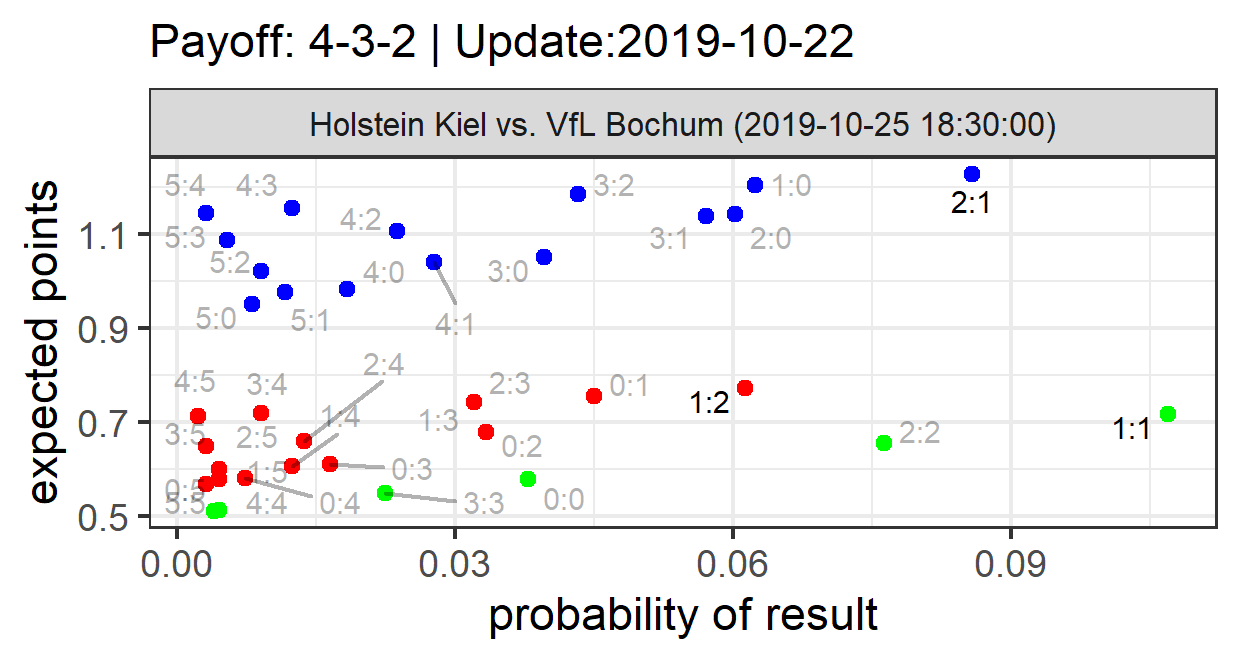 Payoff: 4-3-2 | Update:2019-10-22
Holstein Kiel vs. VfL Bochum (2019-10-25 18:30:00)
expected points
1.1
0.9
0.7
0.5
5:4 4:3 3:2 1:0
4:2 2:1
5:3 3:1 2:0
5:2 4:0 3:0
5:0 5:1 4:1
2:4
4:5 3:4 2:3 0:1
1:4 1:3 1:2
3:5 2:5 0:2 2:2 1:1
1:5 0:3
0:5
5:5 4:4 0:4 3:3 0:0
0.00 0.03 0.06 0.09
probability of result